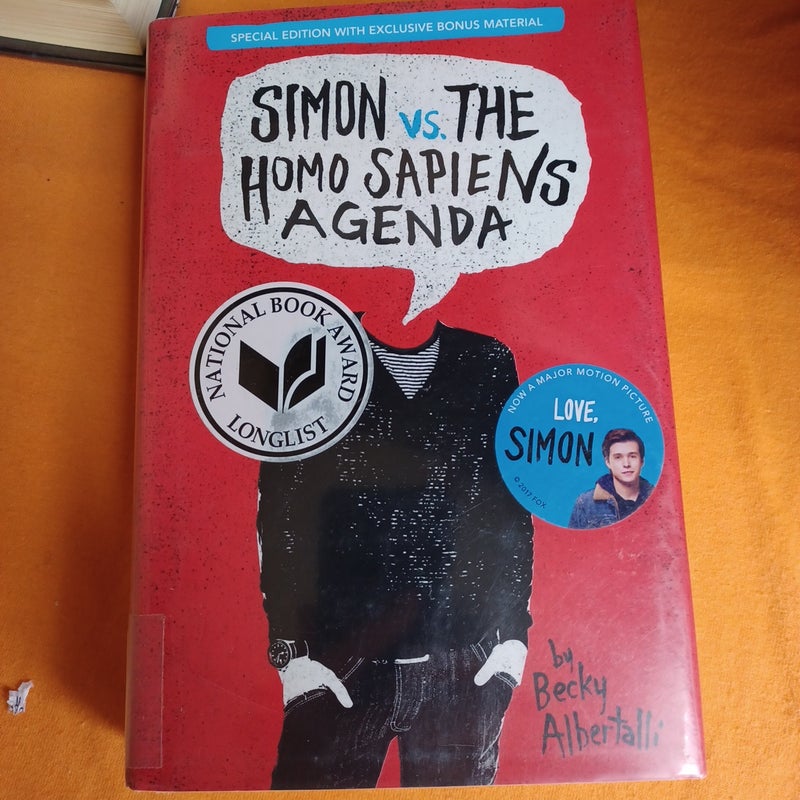 SPECIAL EDITION WITH EXCLUSIVE BONUS MATERIAL
SIMON VS. THE
HOMO SAPIENS
AGENDA
NATIONAL BOOK AWARD
LONGLIST
NOW A MAJOR MOTION PICTURE
LOVE,
SIMON
© 2017 FOX
by
Becky
Albertalli